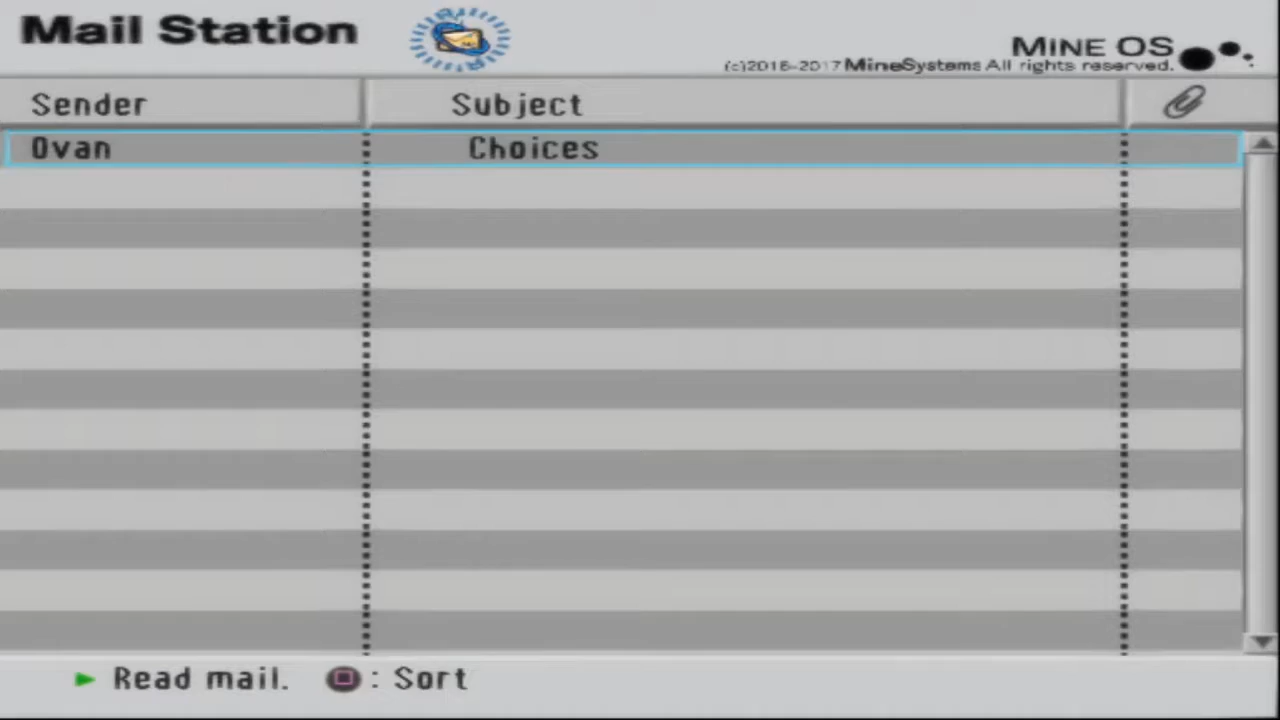 Mail Station
MINE OS
(c)2016-2017 MineSystems All rights reserved.
Sender Subject
Ovan Choices
Read mail. : Sort